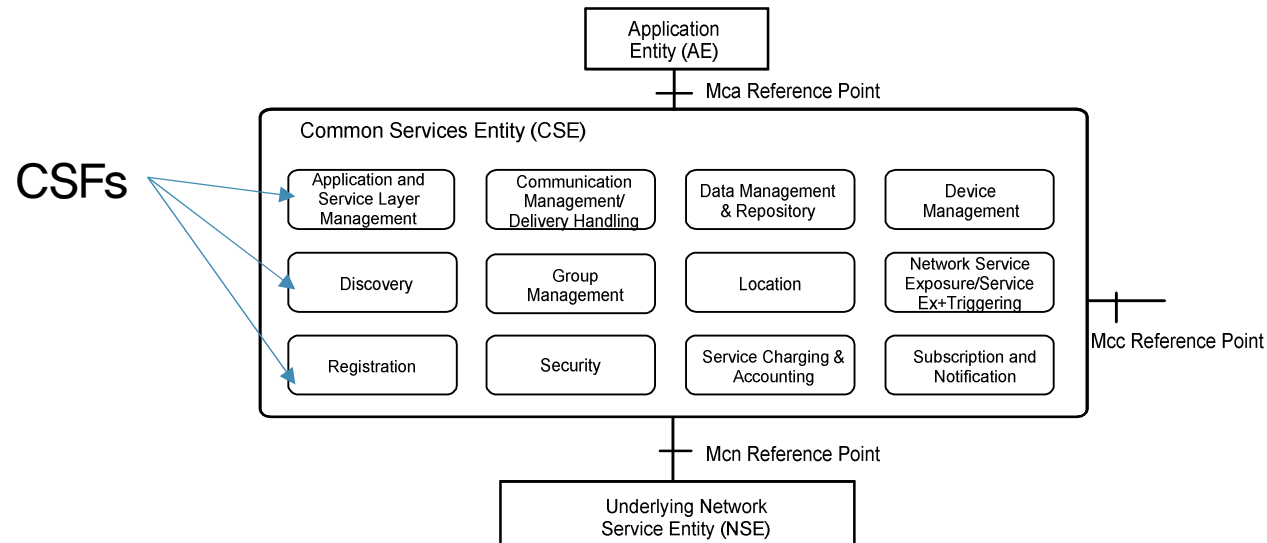 Application
Entity (AE)
Mca Reference Point
Common Services Entity (CSE)
CSFs
Application and
Service Layer
Management
Communication
Management/
Delivery Handling
Data Management
& Repository
Device
Management
Discovery
Group
Management
Location
Network Service
Exposure/Service
Ex+Triggering
Registration
Security
Service Charging &
Accounting
Subscription and
Notification
Mcc Reference Point
Mcn Reference Point
Underlying Network
Service Entity (NSE)